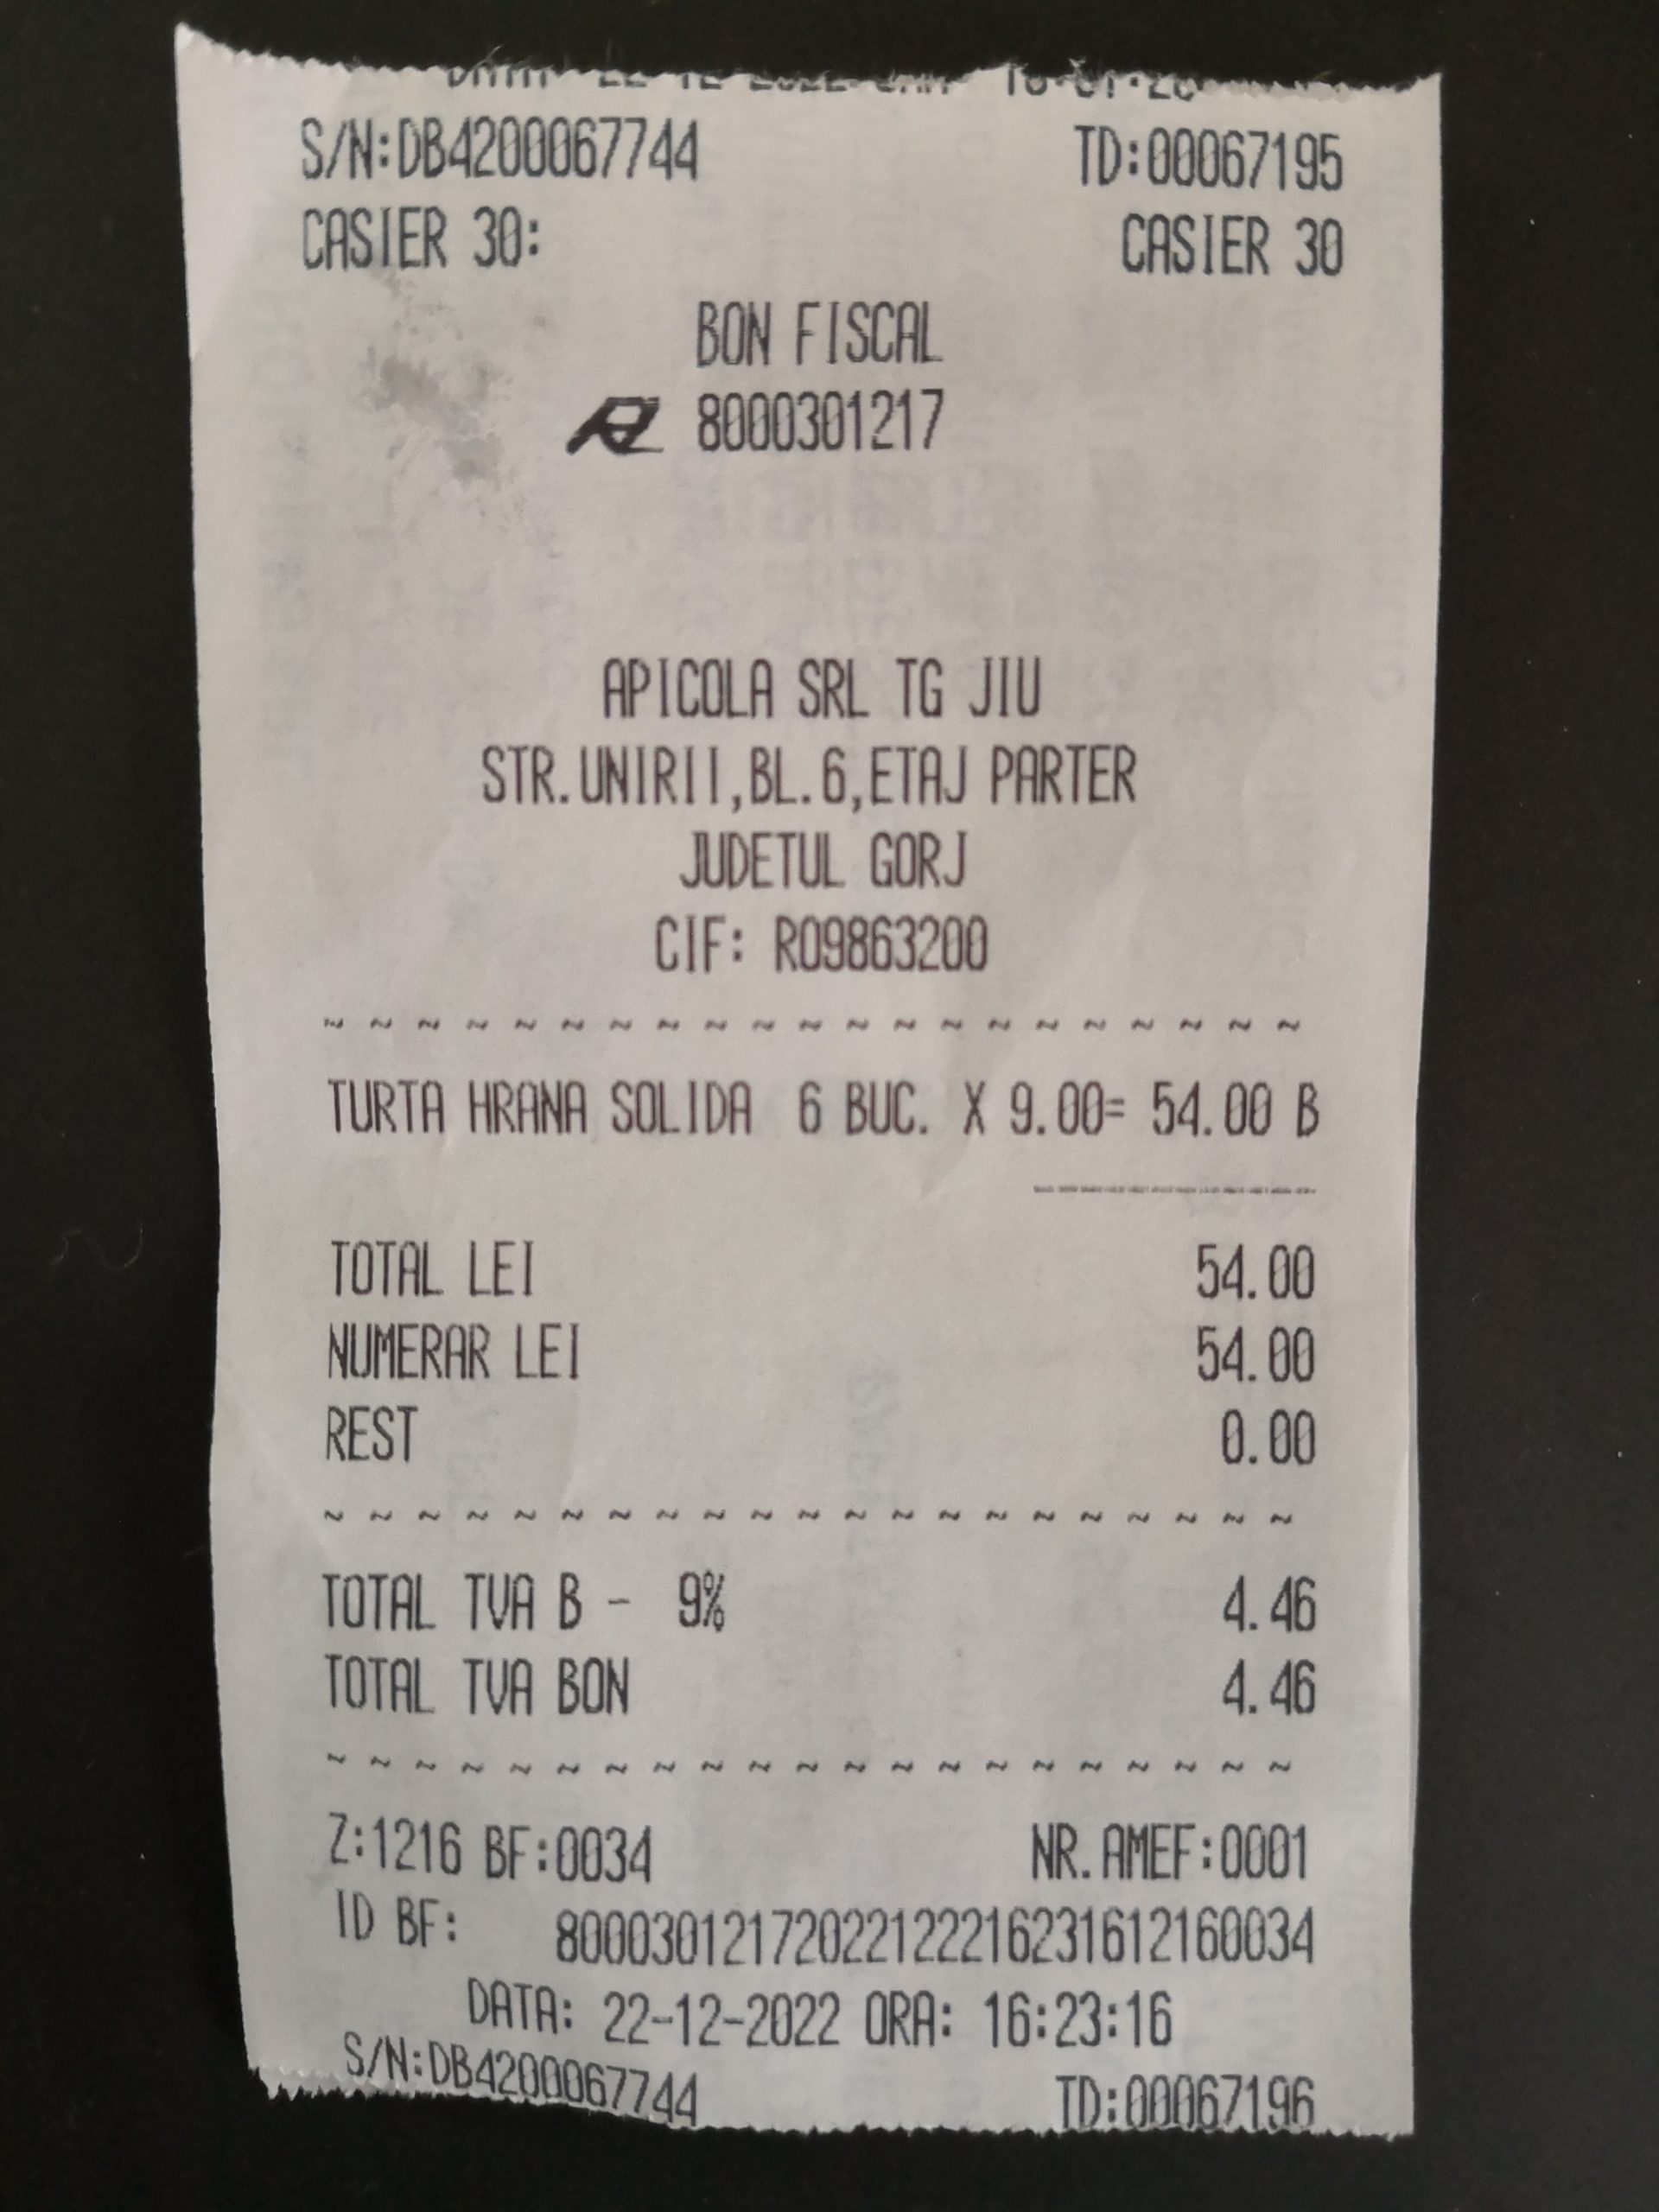 S/N:DB4200067744 TD:00067195
CASIER 30: CASIER 30
BON FISCAL
8000301217
APICOLA SRL TG JIU
STR.UNIRII,BL.6,ETAJ PARTER
JUDETUL GORJ
CIF: RO9863200
~ ~ ~ ~ ~ ~ ~ ~ ~ ~ ~ ~ ~ ~ ~ ~ ~ ~ ~ ~ ~
TURTA HRANA SOLIDA 6 BUC. X 9.00= 54.00 B
------------
TOTAL LEI 54.00
NUMERAR LEI 54.00
REST 0.00
~ ~ ~ ~ ~ ~ ~ ~ ~ ~ ~ ~ ~ ~ ~ ~ ~ ~ ~ ~ ~
TOTAL TVA B - 9% 4.46
TOTAL TVA BON 4.46
~ ~ ~ ~ ~ ~ ~ ~ ~ ~ ~ ~ ~ ~ ~ ~ ~ ~ ~ ~ ~
Z:1216 BF:0034 NR.AMEF:0001
ID BF: 80003012172022122216231612160034
DATA: 22-12-2022 ORA: 16:23:16
S/N:DB4200067744 TD:00067196